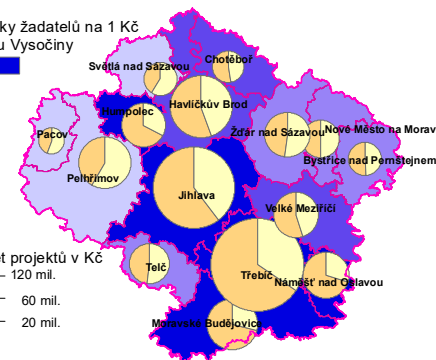 ky žadatelů na 1 Kč
u Vysočiny
Světlá nad Sázavou
Chotěboř
Havlíčkův Brod
Humpolec
Pacov
Žďár nad Sázavou
Nové Město na Morav
Bystřice nad Pernštejnem
Pelhřimov
Jihlava
Velké Meziříčí
et projektů v Kč
120 mil.
60 mil.
20 mil.
Telč
Třebíč
Náměšť nad Oslavou
Moravské Budějovice